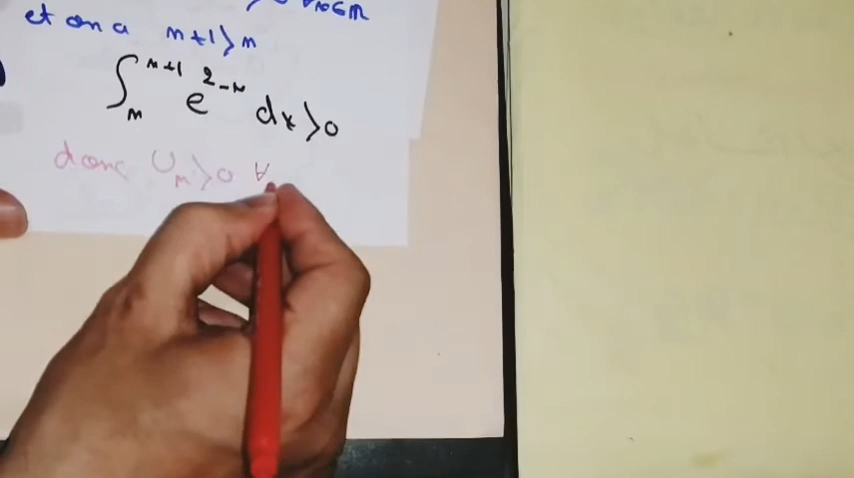 ∀x∈ℝ
et on a n+1>n
∫ₙⁿ⁺¹ e²⁻ˣ dx>0
donc Uₙ>0 ∀